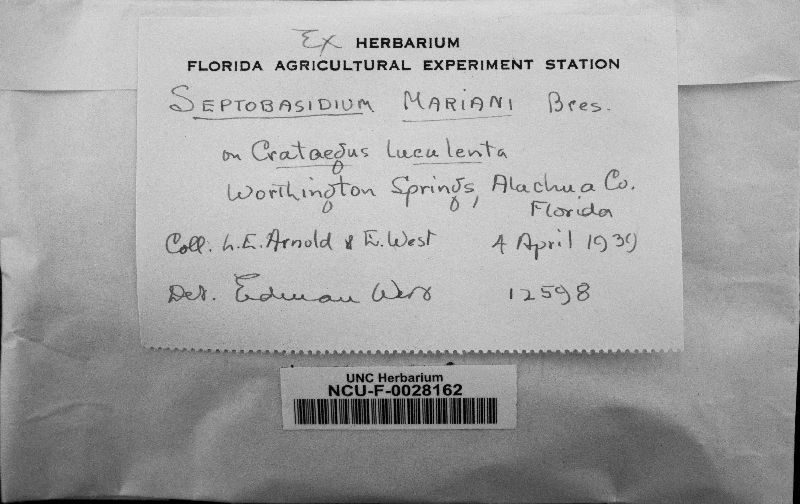 Ex HERBARIUM
FLORIDA AGRICULTURAL EXPERIMENT STATION
SEPTOBASIDIUM MARIANI Bres.
on Crataegus luculenta
Worthington Springs, Alachua Co.
Florida
Coll. L.E. Arnold & E. West 4 April 1939
Det. Erdman West 12598
UNC Herbarium
NCU-F-0028162